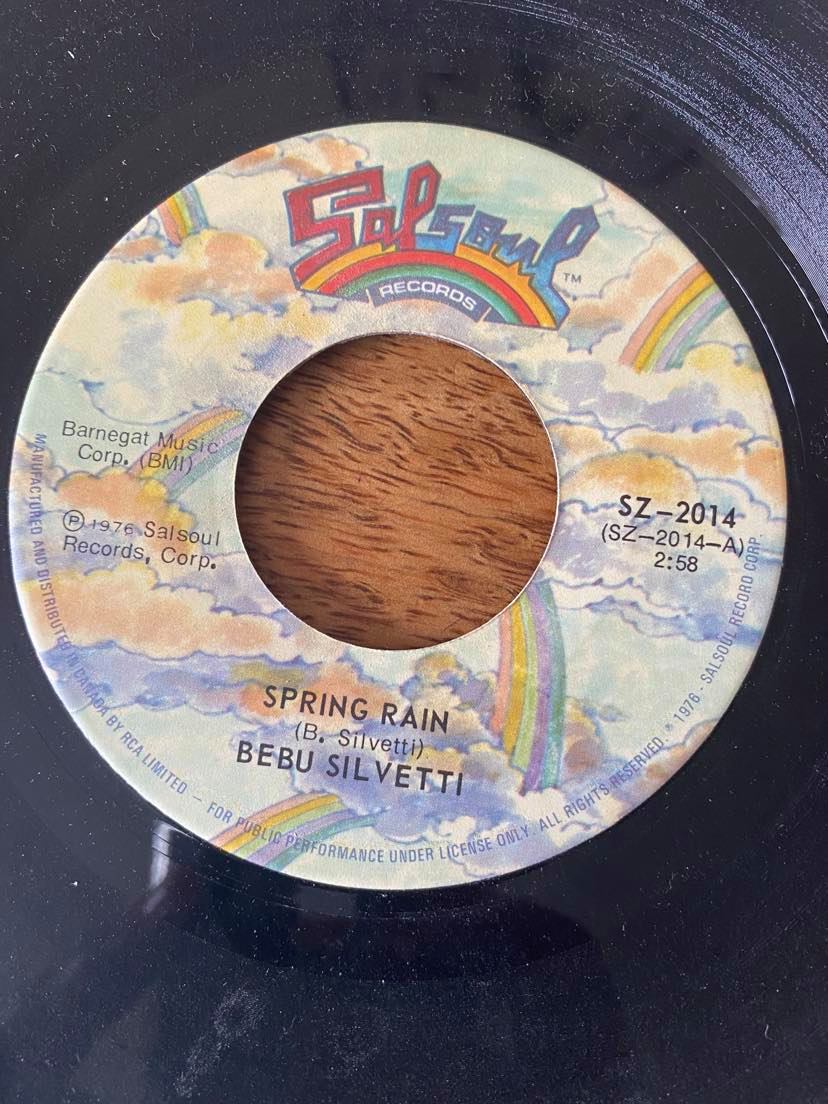 Salsoul™
RECORDS
Barnegat Music
Corp. (BMI)
Ⓟ 1976 Salsoul
Records, Corp.
SZ–2014
(SZ–2014–A)
2:58
SPRING RAIN
(B. Silvetti)
BEBU SILVETTI
MANUFACTURED AND DISTRIBUTED IN CANADA BY RCA LIMITED – FOR PUBLIC PERFORMANCE UNDER LICENSE ONLY. ALL RIGHTS RESERVED. ℗ 1976 - SALSOUL RECORD CORP.